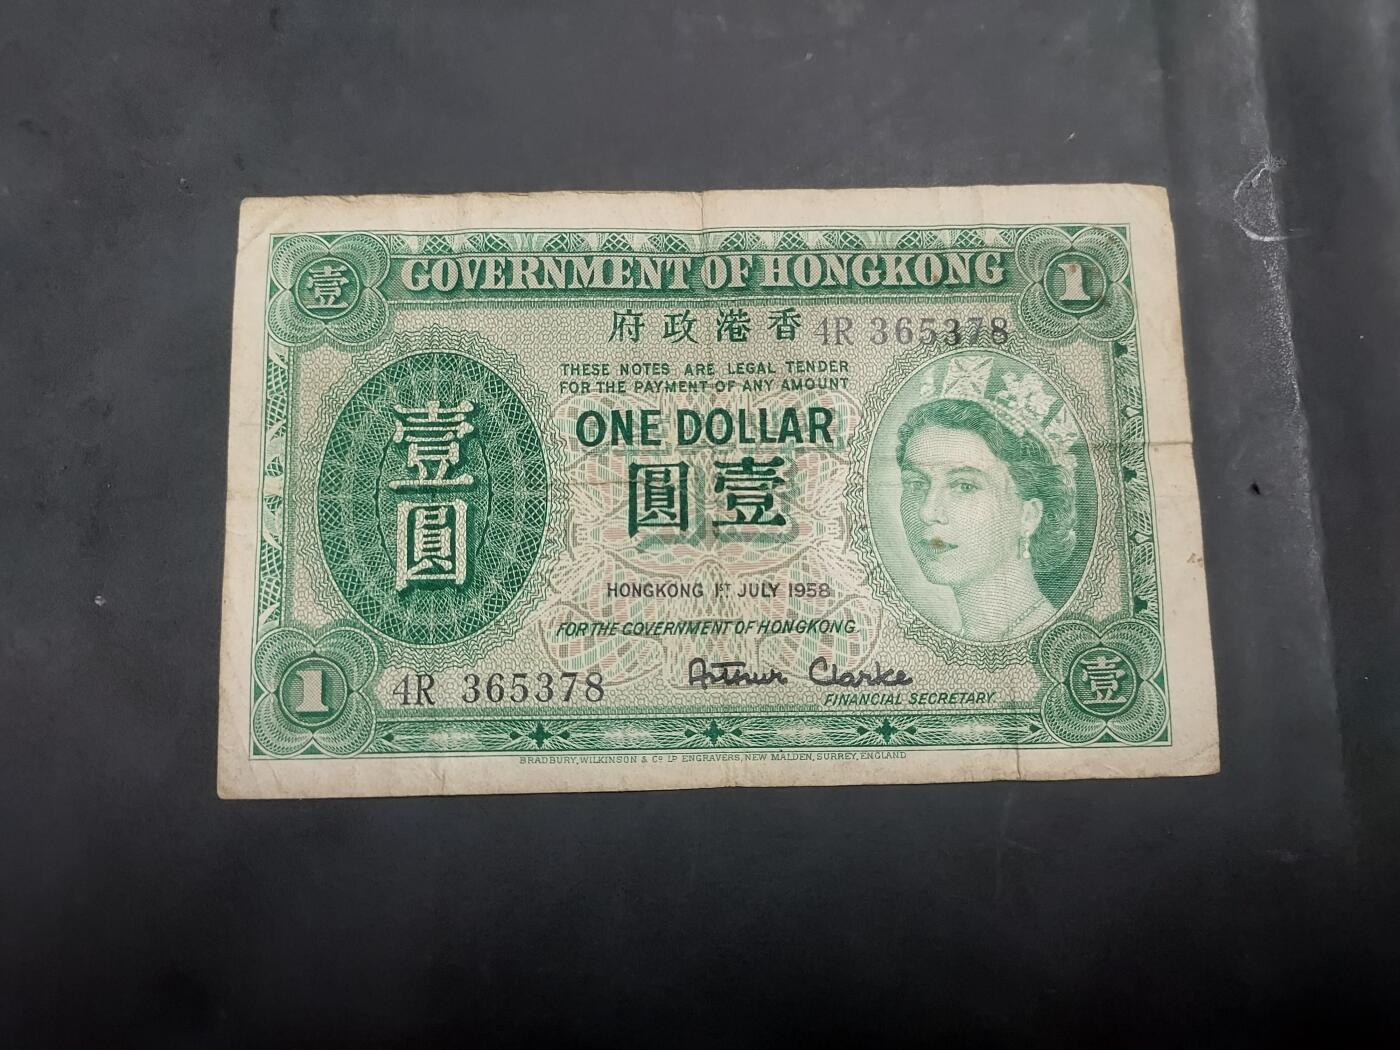 壹 GOVERNMENT OF HONGKONG 1
府政港香 4R 365378
THESE NOTES ARE LEGAL TENDER
FOR THE PAYMENT OF ANY AMOUNT
ONE DOLLAR
圓壹
壹
圓
HONGKONG 1ST JULY 1958
FOR THE GOVERNMENT OF HONGKONG.
1 4R 365378 Arthur Clarke 壹
FINANCIAL SECRETARY
BRADBURY, WILKINSON & Co LD ENGRAVERS, NEW MALDEN, SURREY, ENGLAND